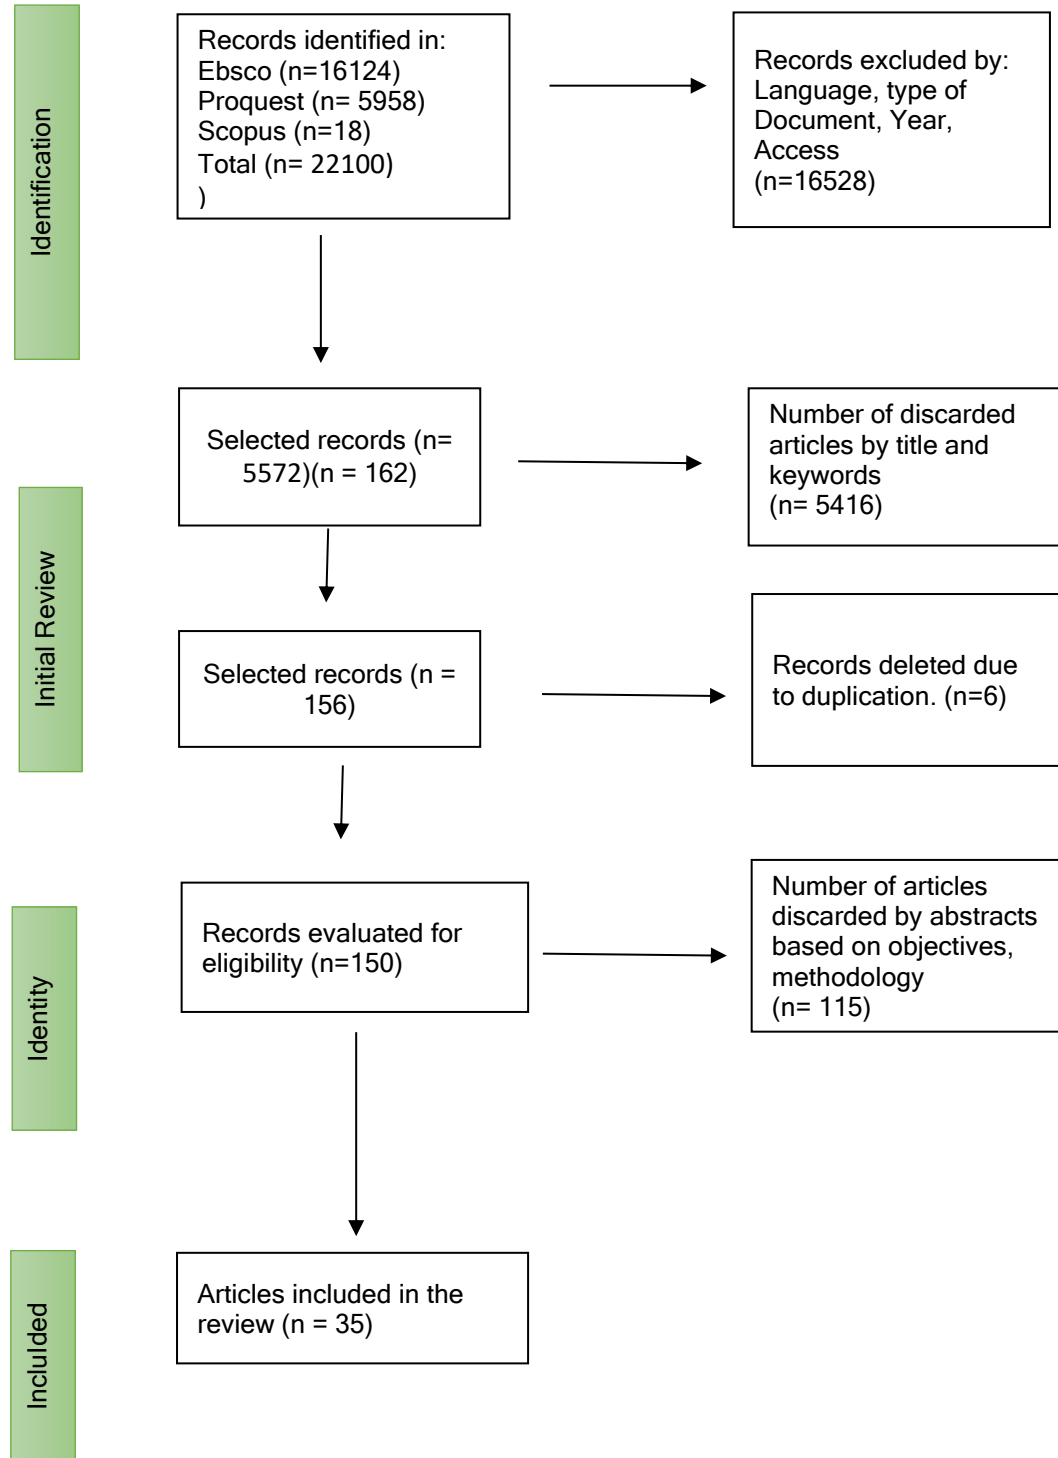 Identification
Records identified in:
Ebsco (n=16124)
Proquest (n= 5958)
Scopus (n=18)
Total (n= 22100)
)
Records excluded by:
Language, type of
Document, Year,
Access
(n=16528)
Initial Review
Selected records (n=
5572)(n = 162)
Number of discarded
articles by title and
keywords
(n= 5416)
Selected records (n =
156)
Records deleted due
to duplication. (n=6)
Identity
Records evaluated for
eligibility (n=150)
Number of articles
discarded by abstracts
based on objectives,
methodology
(n= 115)
Included
Articles included in the
review (n = 35)